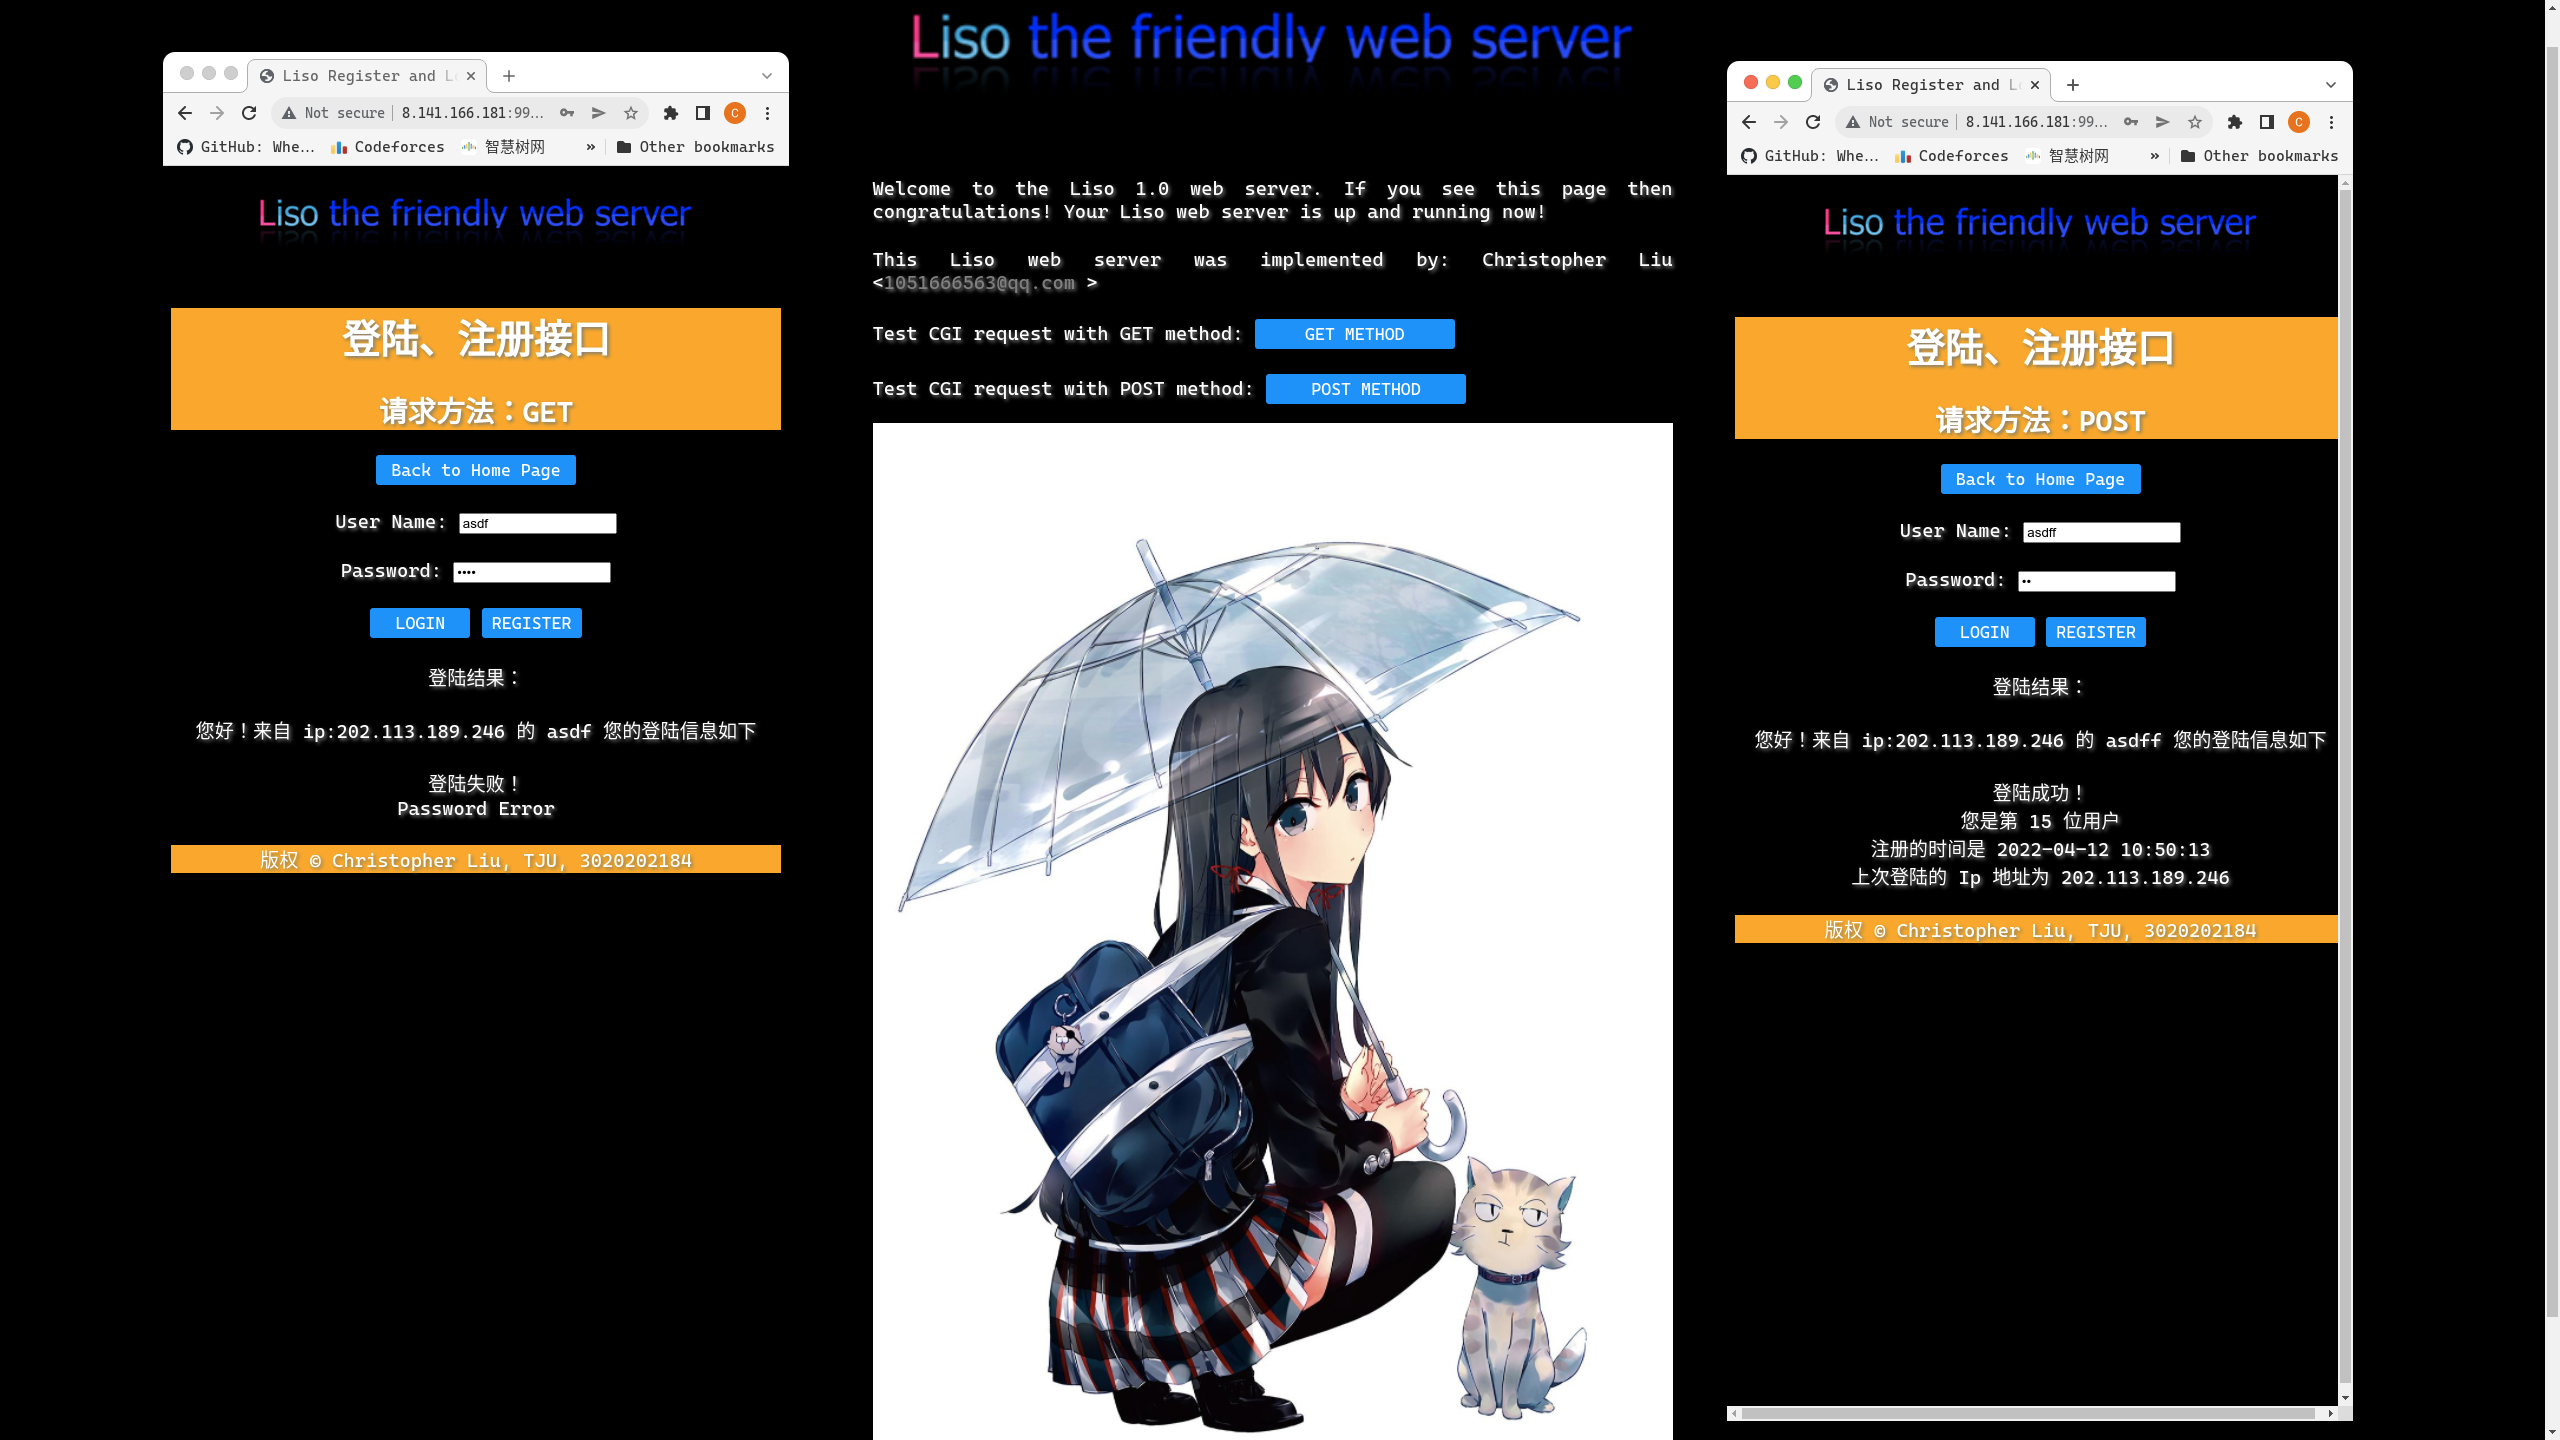 Liso the friendly web server
Welcome to the Liso 1.0 web server. If you see this page then
congratulations! Your Liso web server is up and running now!
This Liso web server was implemented by: Christopher Liu
<1051666563@qq.com >
Test CGI request with GET method: GET METHOD
Test CGI request with POST method: POST METHOD
Liso Register and L
Not secure | 8.141.166.181:99...
GitHub: Whe...
Codeforces
智慧树网
»
Other bookmarks
Liso the friendly web server
登陆、注册接口
请求方法：GET
Back to Home Page
User Name: asdf
Password: ••••
LOGIN REGISTER
登陆结果：
您好！来自 ip:202.113.189.246 的 asdf 您的登陆信息如下
登陆失败！
Password Error
版权 © Christopher Liu, TJU, 3020202184
Liso Register and L
Not secure | 8.141.166.181:99...
GitHub: Whe...
Codeforces
智慧树网
»
Other bookmarks
Liso the friendly web server
登陆、注册接口
请求方法：POST
Back to Home Page
User Name: asdff
Password: ••
LOGIN REGISTER
登陆结果：
您好！来自 ip:202.113.189.246 的 asdff 您的登陆信息如下
登陆成功！
您是第 15 位用户
注册的时间是 2022-04-12 10:50:13
上次登陆的 Ip 地址为 202.113.189.246
版权 © Christopher Liu, TJU, 3020202184